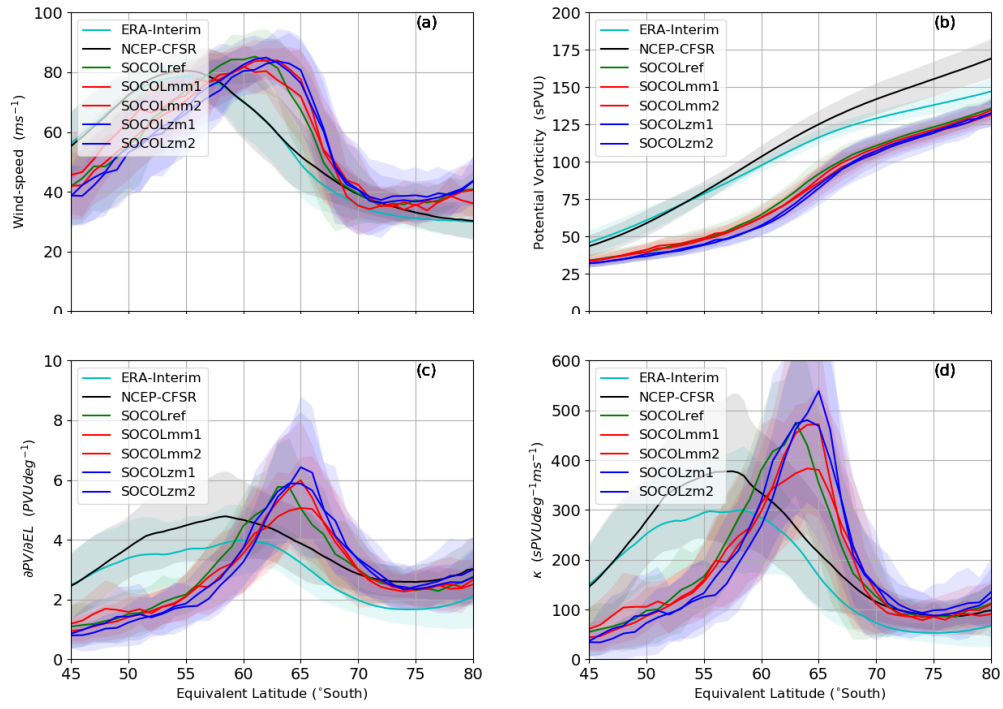 (a)
ERA-Interim
NCEP-CFSR
SOCOLref
SOCOLmm1
SOCOLmm2
SOCOLzm1
SOCOLzm2
Wind-speed (ms⁻¹)
100
80
60
40
20
0
45 50 55 60 65 70 75 80
(b)
ERA-Interim
NCEP-CFSR
SOCOLref
SOCOLmm1
SOCOLmm2
SOCOLzm1
SOCOLzm2
Potential Vorticity (sPVU)
200
175
150
125
100
75
50
25
0
45 50 55 60 65 70 75 80
(c)
ERA-Interim
NCEP-CFSR
SOCOLref
SOCOLmm1
SOCOLmm2
SOCOLzm1
SOCOLzm2
∂PV/∂EL (PVUdeg⁻¹)
10
8
6
4
2
0
45 50 55 60 65 70 75 80
Equivalent Latitude (°South)
(d)
ERA-Interim
NCEP-CFSR
SOCOLref
SOCOLmm1
SOCOLmm2
SOCOLzm1
SOCOLzm2
κ (sPVUdeg⁻¹ms⁻¹)
600
500
400
300
200
100
0
45 50 55 60 65 70 75 80
Equivalent Latitude (°South)